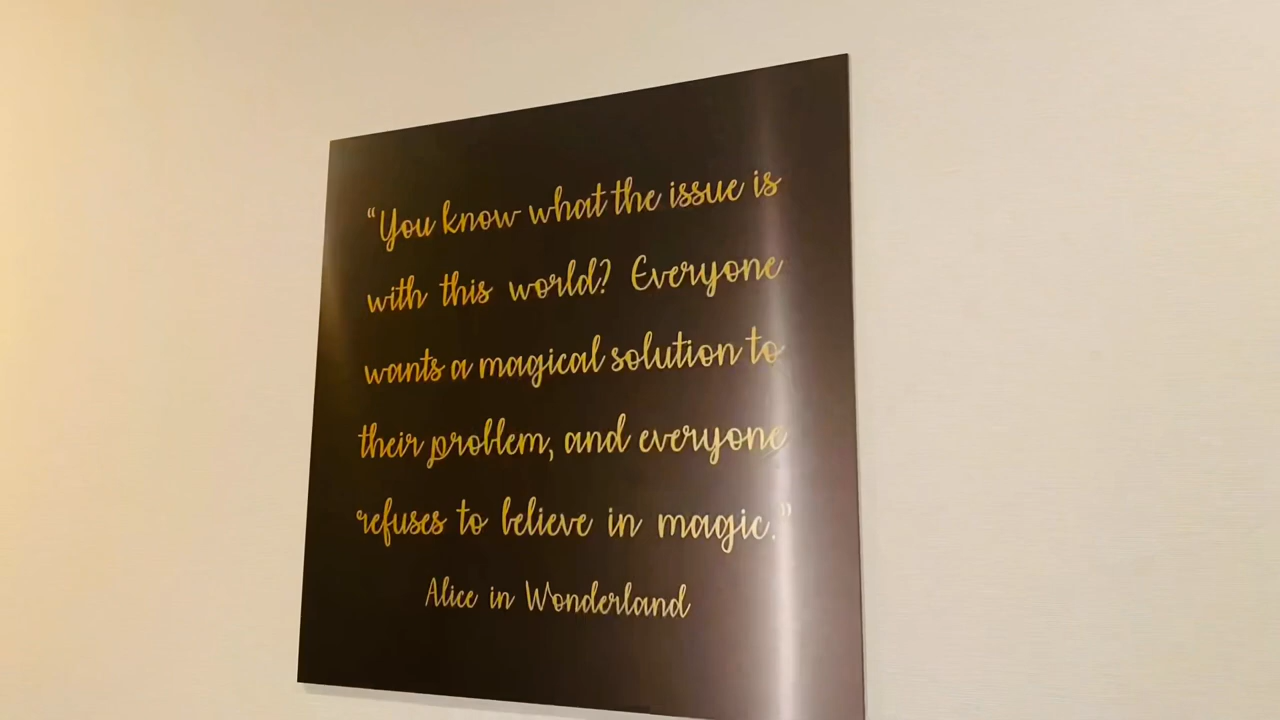 “You know what the issue is
with this world? Everyone
wants a magical solution to
their problem, and everyone
refuses to believe in magic.”
Alice in Wonderland